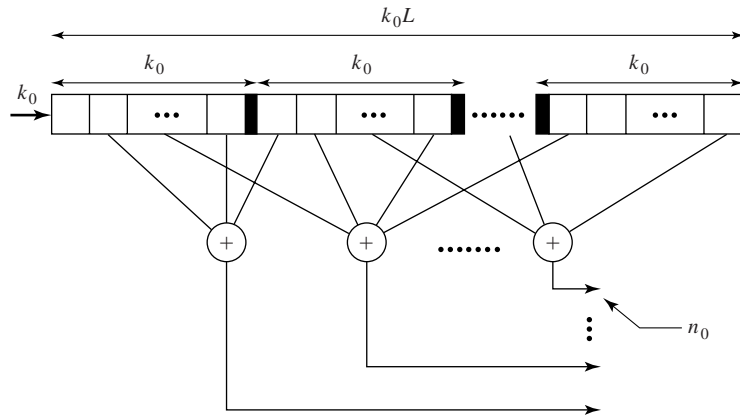 k₀L
k₀ k₀ k₀
k₀
+ + +
n₀